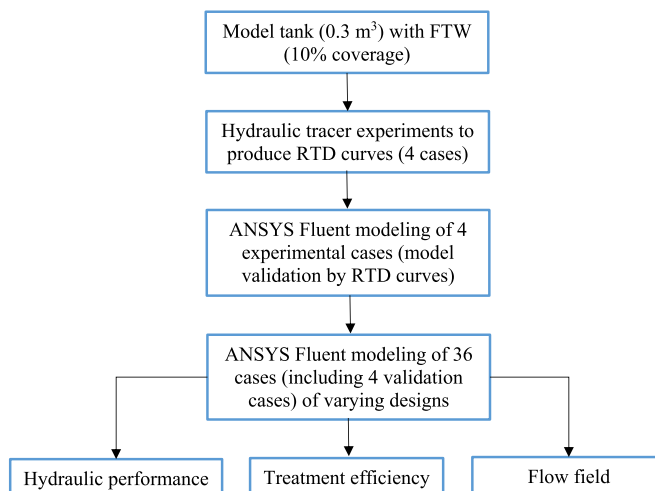 Model tank (0.3 m³) with FTW
(10% coverage)
Hydraulic tracer experiments to
produce RTD curves (4 cases)
ANSYS Fluent modeling of 4
experimental cases (model
validation by RTD curves)
ANSYS Fluent modeling of 36
cases (including 4 validation
cases) of varying designs
Hydraulic performance
Treatment efficiency
Flow field